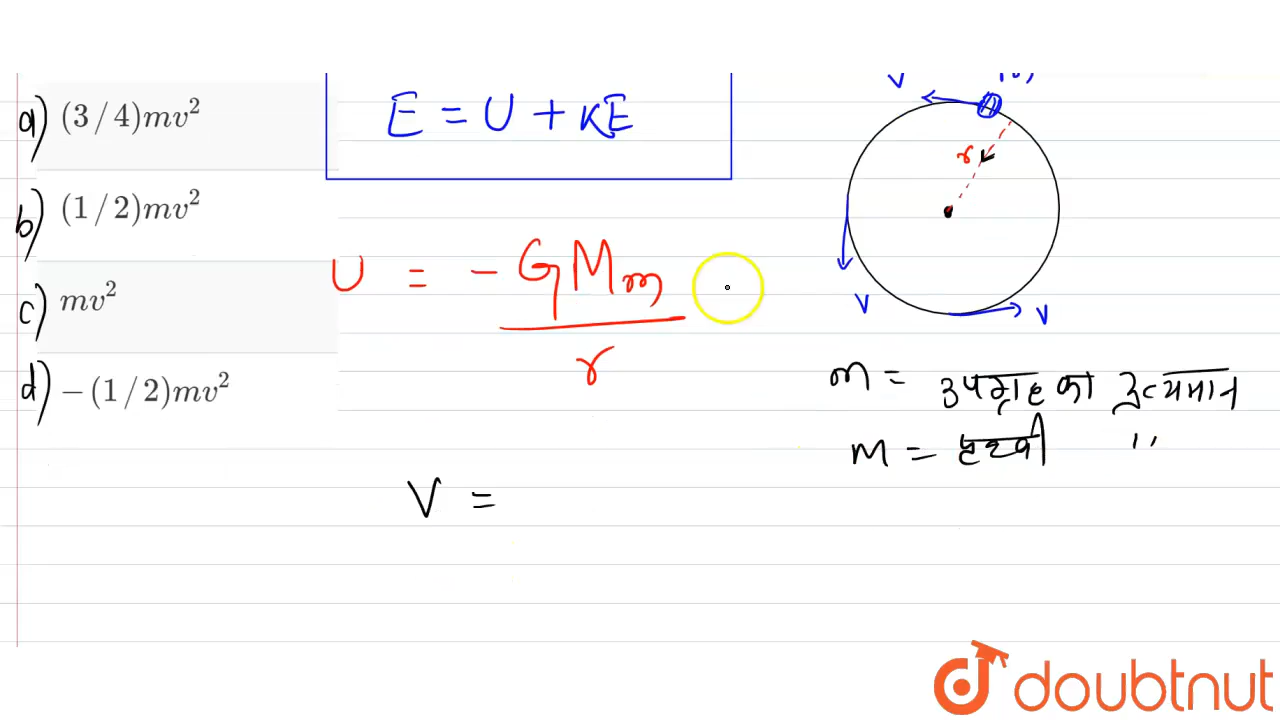 a) (3/4)mv²
b) (1/2)mv²
c) mv²
d) −(1/2)mv²
E = U + KE
U = − GMm
r
V =
V
r
V
V
m = उपग्रह का द्रव्यमान
M = पृथ्वी ''
doubtnut